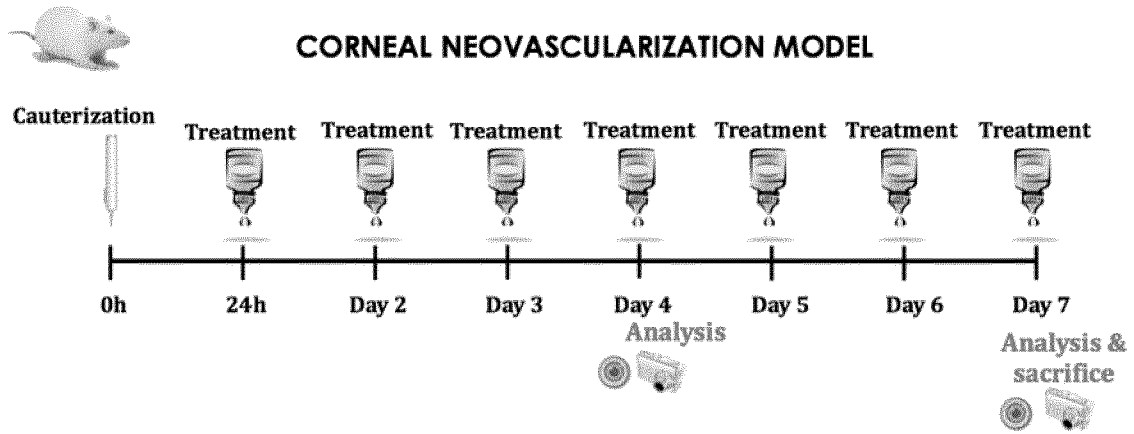 CORNEAL NEOVASCULARIZATION MODEL
Cauterization
Treatment Treatment Treatment Treatment Treatment Treatment Treatment
0h 24h Day 2 Day 3 Day 4 Day 5 Day 6 Day 7
Analysis
Analysis &
sacrifice